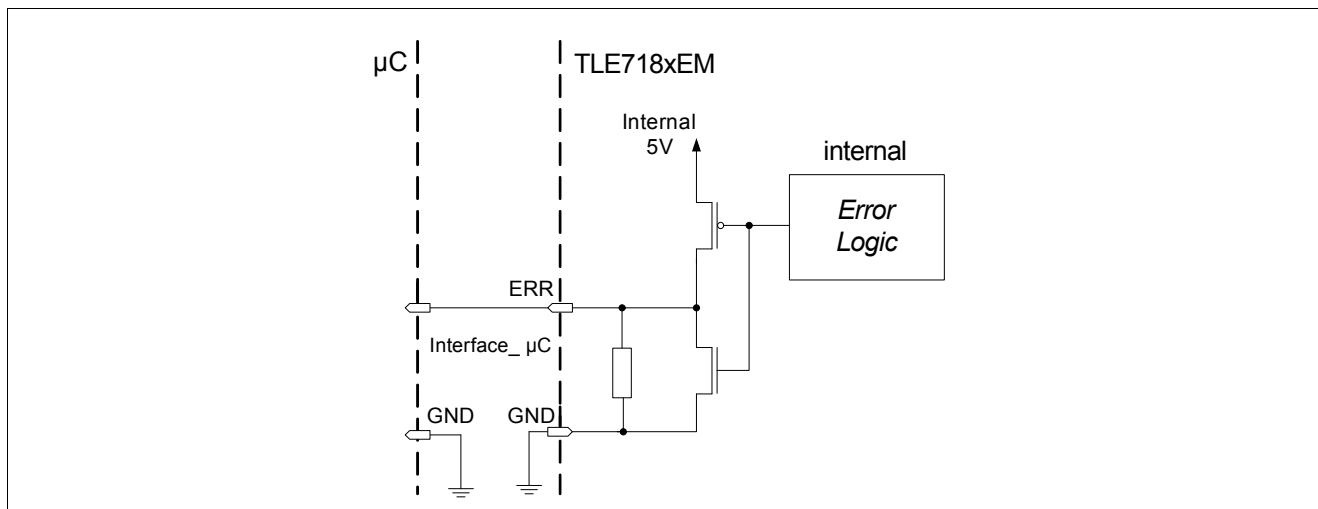 µC
TLE718xEM
Internal
5V
internal
Error
Logic
ERR
Interface_ µC
GND
GND